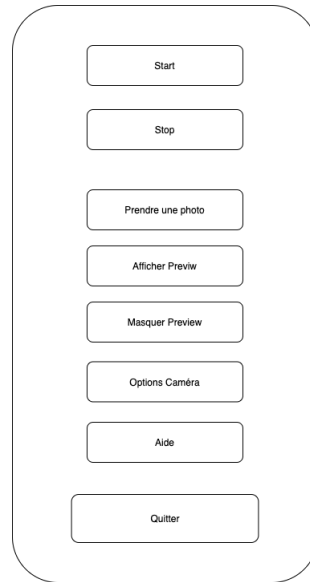 Start
Stop
Prendre une photo
Afficher Previw
Masquer Preview
Options Caméra
Aide
Quitter